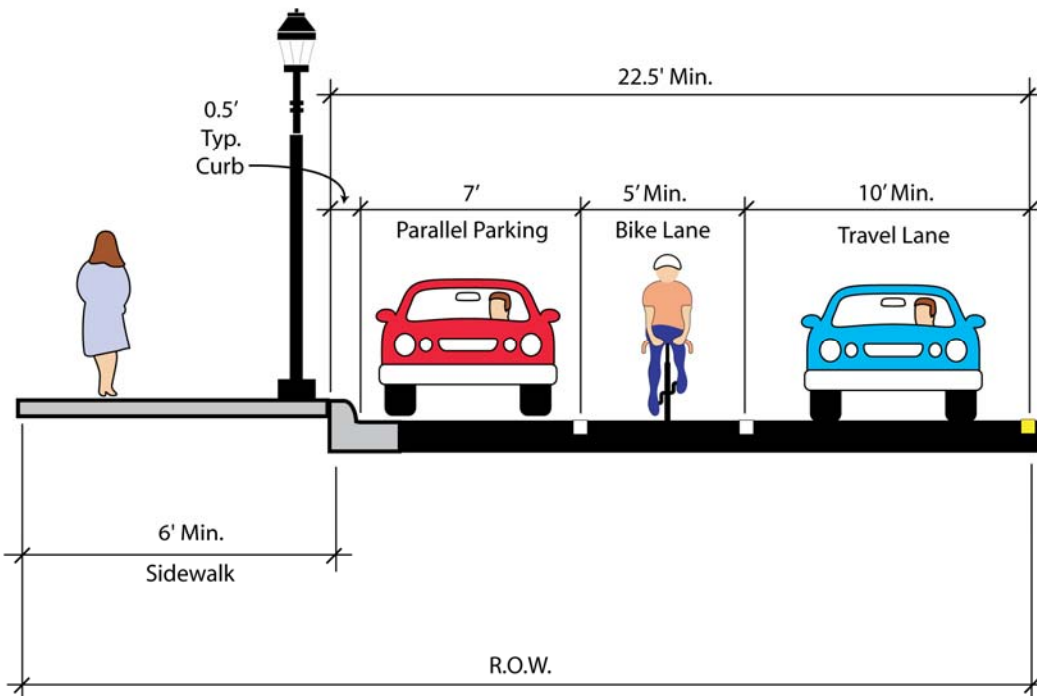 22.5' Min.
0.5'
Typ.
Curb
7'
Parallel Parking
5' Min.
Bike Lane
10' Min.
Travel Lane
6' Min.
Sidewalk
R.O.W.